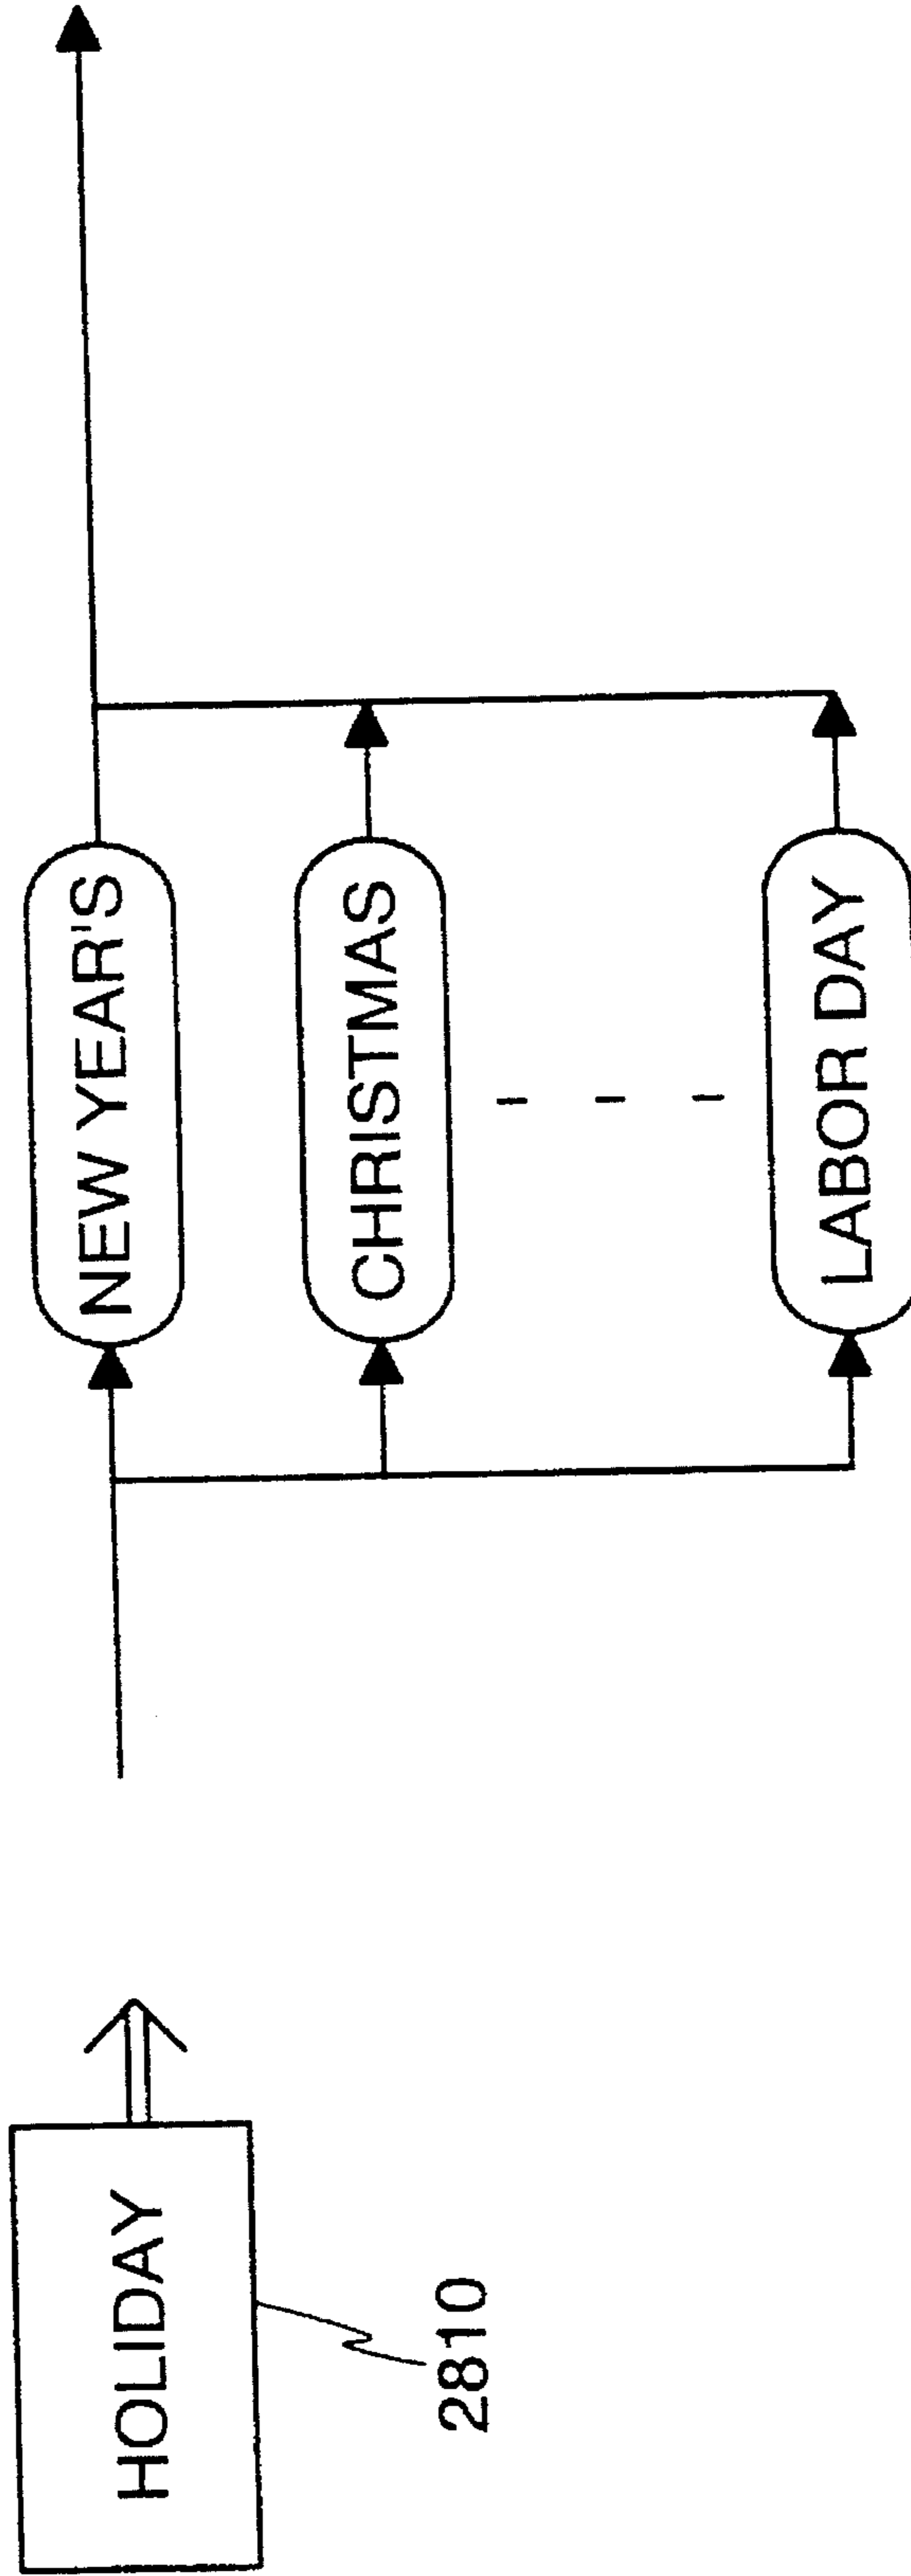 HOLIDAY
2810
NEW YEAR'S
CHRISTMAS
LABOR DAY